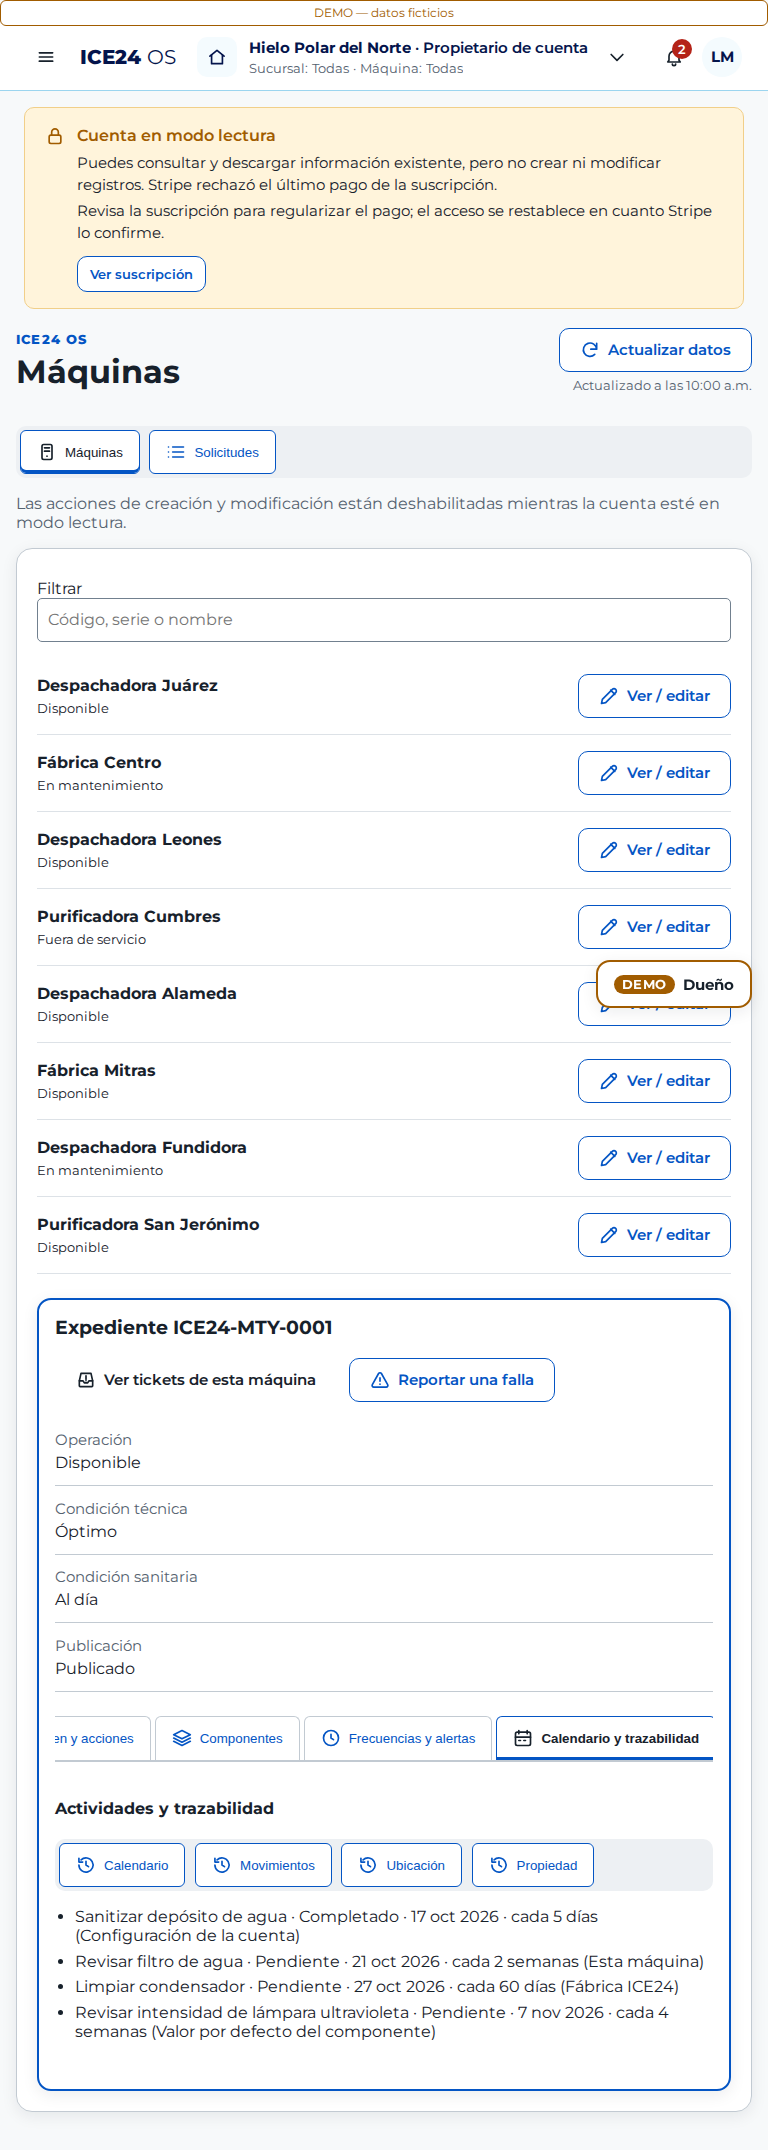 DEMO — datos ficticios
ICE24 OS
Hielo Polar del Norte · Propietario de cuenta
Sucursal: Todas · Máquina: Todas
2
LM
Cuenta en modo lectura
Puedes consultar y descargar información existente, pero no crear ni modificar
registros. Stripe rechazó el último pago de la suscripción.
Revisa la suscripción para regularizar el pago; el acceso se restablece en cuanto Stripe
lo confirme.
Ver suscripción
ICE24 OS
Máquinas
Actualizar datos
Actualizado a las 10:00 a.m.
Máquinas
Solicitudes
Las acciones de creación y modificación están deshabilitadas mientras la cuenta esté en
modo lectura.
Filtrar
Código, serie o nombre
Despachadora Juárez
Disponible
Ver / editar
Fábrica Centro
En mantenimiento
Ver / editar
Despachadora Leones
Disponible
Ver / editar
Purificadora Cumbres
Fuera de servicio
Ver / editar
DEMO Dueño
Despachadora Alameda
Disponible
Fábrica Mitras
Disponible
Ver / editar
Despachadora Fundidora
En mantenimiento
Ver / editar
Purificadora San Jerónimo
Disponible
Ver / editar
Expediente ICE24-MTY-0001
Ver tickets de esta máquina
Reportar una falla
Operación
Disponible
Condición técnica
Óptimo
Condición sanitaria
Al día
Publicación
Publicado
en y acciones
Componentes
Frecuencias y alertas
Calendario y trazabilidad
Actividades y trazabilidad
Calendario
Movimientos
Ubicación
Propiedad
• Sanitizar depósito de agua · Completado · 17 oct 2026 · cada 5 días
(Configuración de la cuenta)
• Revisar filtro de agua · Pendiente · 21 oct 2026 · cada 2 semanas (Esta máquina)
• Limpiar condensador · Pendiente · 27 oct 2026 · cada 60 días (Fábrica ICE24)
• Revisar intensidad de lámpara ultravioleta · Pendiente · 7 nov 2026 · cada 4
semanas (Valor por defecto del componente)